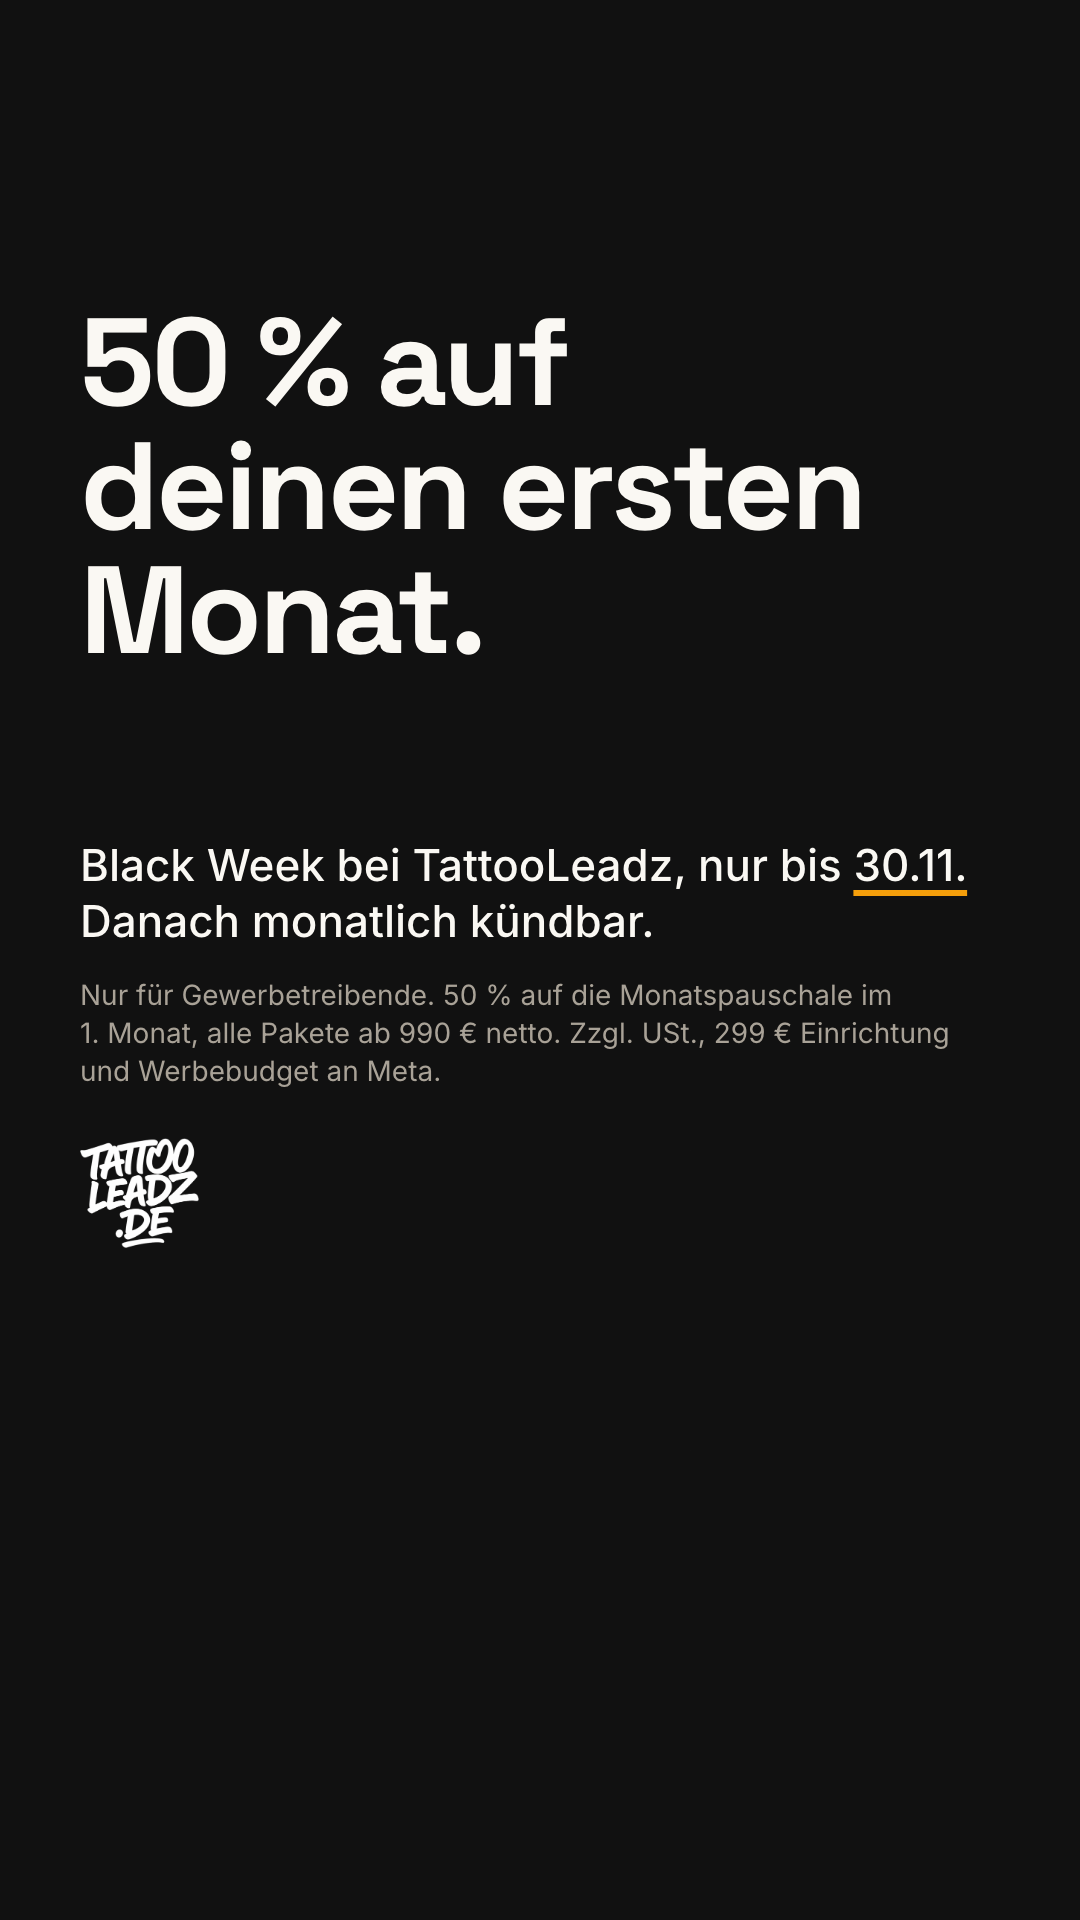 50 % auf
deinen ersten
Monat.
Black Week bei TattooLeadz, nur bis 30.11.
Danach monatlich kündbar.
Nur für Gewerbetreibende. 50 % auf die Monatspauschale im
1. Monat, alle Pakete ab 990 € netto. Zzgl. USt., 299 € Einrichtung
und Werbebudget an Meta.
TATTOO
LEADZ
.DE